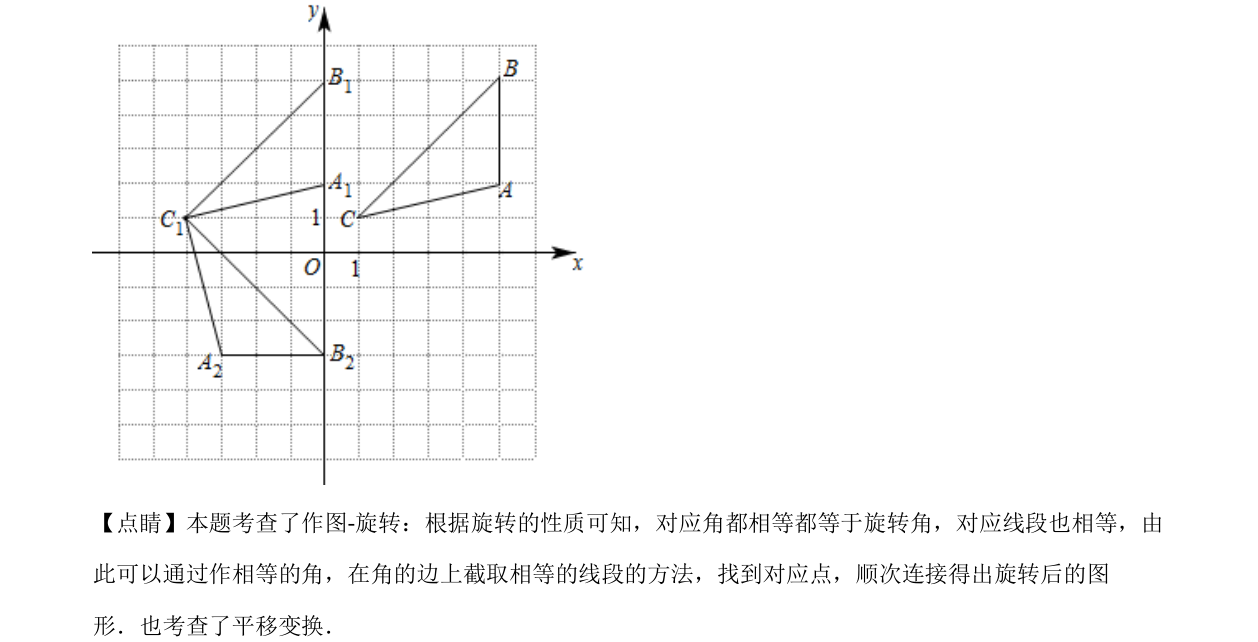 y
B₁
B
A₁
A
C₁
1
C
O
1
x
A₂
B₂
【点睛】本题考查了作图-旋转：根据旋转的性质可知，对应角都相等都等于旋转角，对应线段也相等，由
此可以通过作相等的角，在角的边上截取相等的线段的方法，找到对应点，顺次连接得出旋转后的图
形．也考查了平移变换．